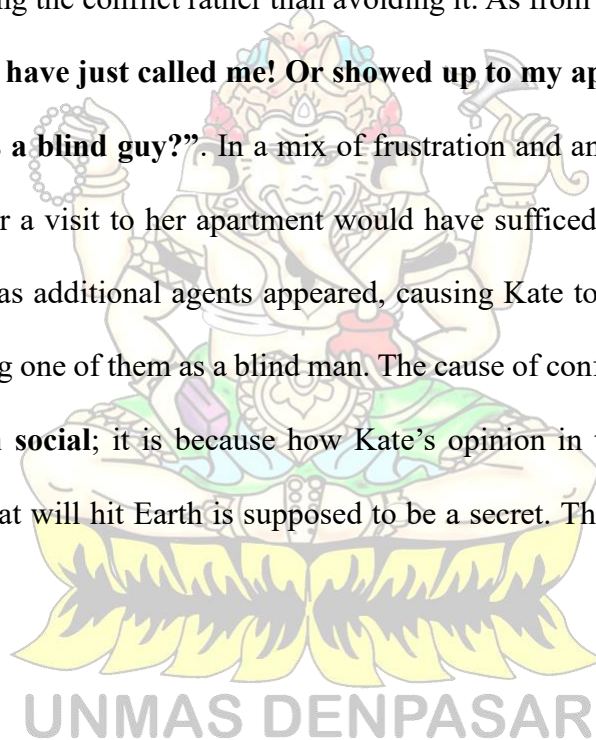 ng the conflict rather than avoiding it. As from
have just called me! Or showed up to my ap
a blind guy?”. In a mix of frustration and an
r a visit to her apartment would have sufficed
as additional agents appeared, causing Kate to
g one of them as a blind man. The cause of con
social; it is because how Kate’s opinion in
at will hit Earth is supposed to be a secret. Th
UNMAS DENPASAR